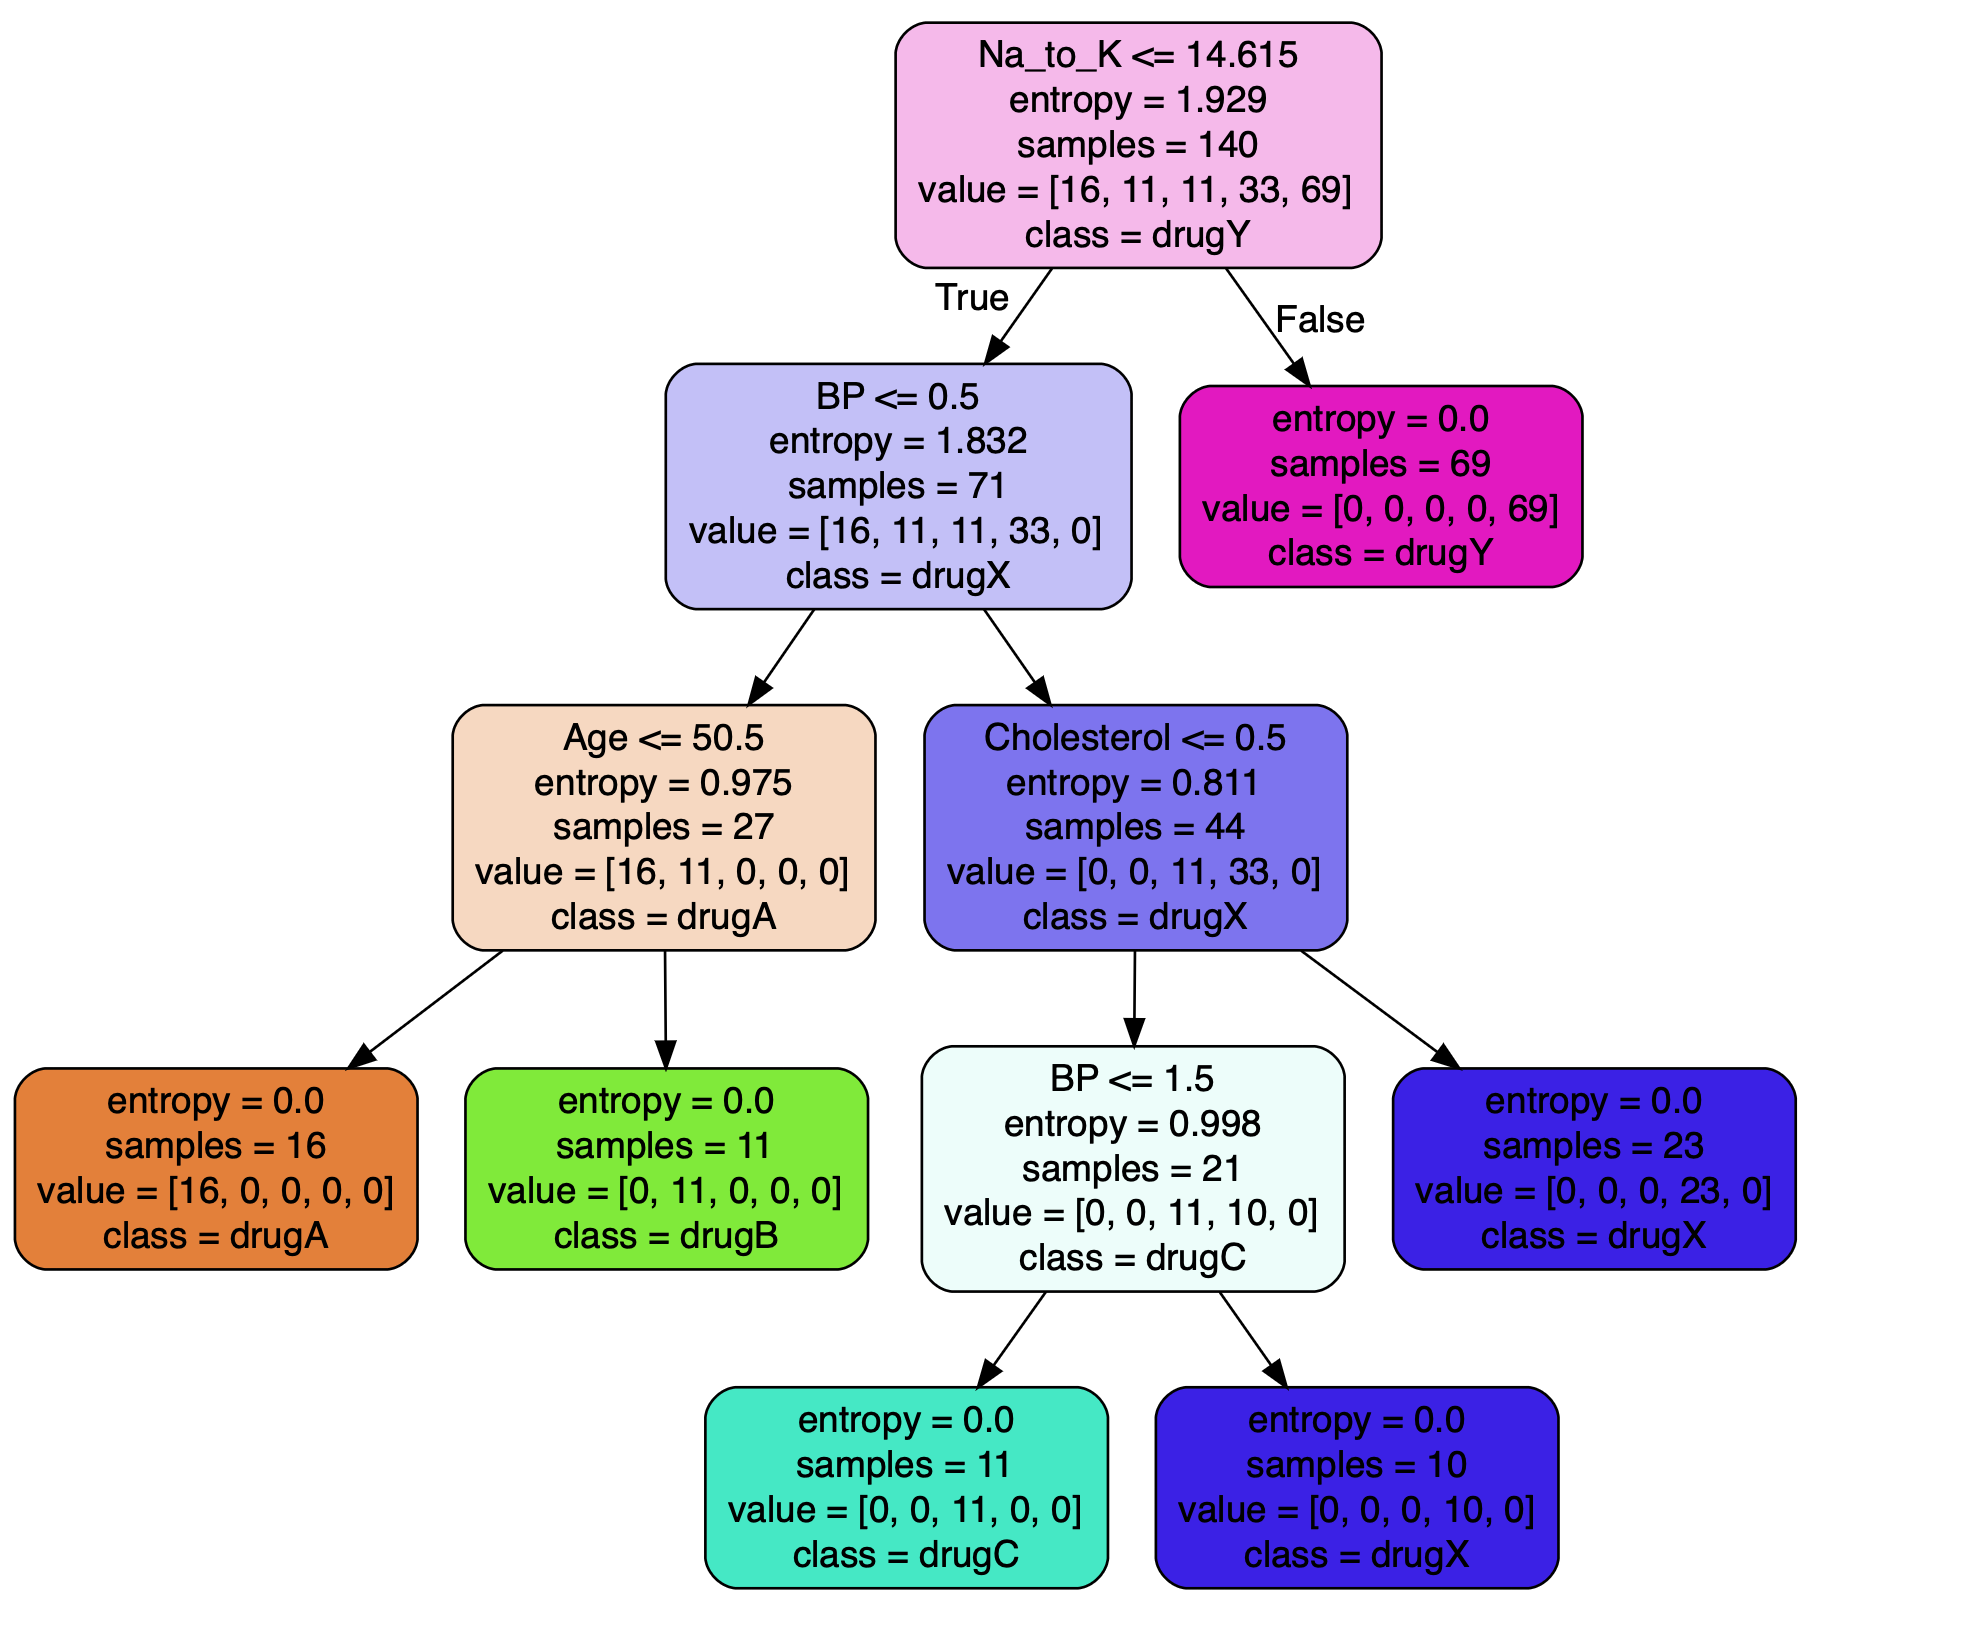 Na_to_K <= 14.615
entropy = 1.929
samples = 140
value = [16, 11, 11, 33, 69]
class = drugY
True
False
BP <= 0.5
entropy = 1.832
samples = 71
value = [16, 11, 11, 33, 0]
class = drugX
entropy = 0.0
samples = 69
value = [0, 0, 0, 0, 69]
class = drugY
Age <= 50.5
entropy = 0.975
samples = 27
value = [16, 11, 0, 0, 0]
class = drugA
Cholesterol <= 0.5
entropy = 0.811
samples = 44
value = [0, 0, 11, 33, 0]
class = drugX
entropy = 0.0
samples = 16
value = [16, 0, 0, 0, 0]
class = drugA
entropy = 0.0
samples = 11
value = [0, 11, 0, 0, 0]
class = drugB
BP <= 1.5
entropy = 0.998
samples = 21
value = [0, 0, 11, 10, 0]
class = drugC
entropy = 0.0
samples = 23
value = [0, 0, 0, 23, 0]
class = drugX
entropy = 0.0
samples = 11
value = [0, 0, 11, 0, 0]
class = drugC
entropy = 0.0
samples = 10
value = [0, 0, 0, 10, 0]
class = drugX